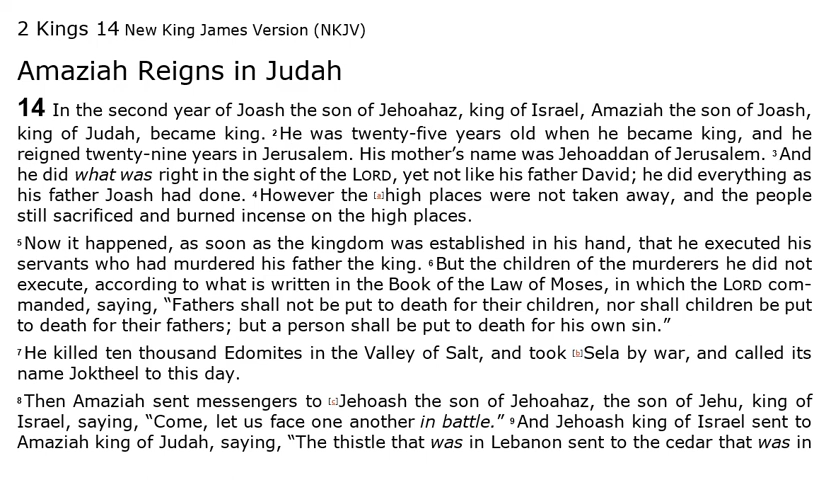 2 Kings 14 New King James Version (NKJV)
Amaziah Reigns in Judah
14 In the second year of Joash the son of Jehoahaz, king of Israel, Amaziah the son of Joash,
king of Judah, became king. 2 He was twenty-five years old when he became king, and he
reigned twenty-nine years in Jerusalem. His mother’s name was Jehoaddan of Jerusalem. 3 And
he did what was right in the sight of the LORD, yet not like his father David; he did everything as
his father Joash had done. 4 However the [a]high places were not taken away, and the people
still sacrificed and burned incense on the high places.
5 Now it happened, as soon as the kingdom was established in his hand, that he executed his
servants who had murdered his father the king. 6 But the children of the murderers he did not
execute, according to what is written in the Book of the Law of Moses, in which the LORD com-
manded, saying, “Fathers shall not be put to death for their children, nor shall children be put
to death for their fathers; but a person shall be put to death for his own sin.”
7 He killed ten thousand Edomites in the Valley of Salt, and took [b]Sela by war, and called its
name Joktheel to this day.
8 Then Amaziah sent messengers to [c]Jehoash the son of Jehoahaz, the son of Jehu, king of
Israel, saying, “Come, let us face one another in battle.” 9 And Jehoash king of Israel sent to
Amaziah king of Judah, saying, “The thistle that was in Lebanon sent to the cedar that was in